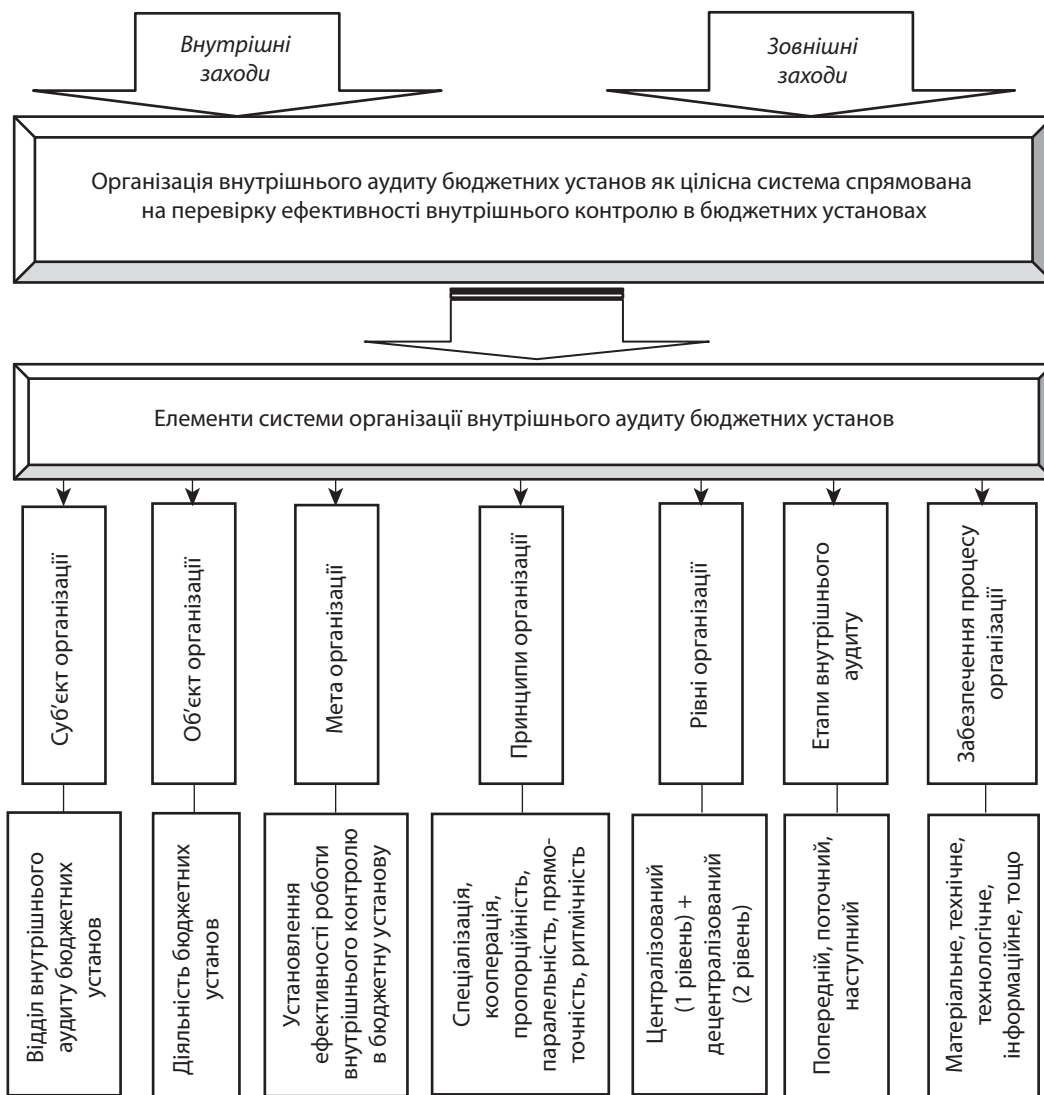 Внутрішні
заходи
Зовнішні
заходи
Організація внутрішнього аудиту бюджетних установ як цілісна система спрямована
на перевірку ефективності внутрішнього контролю в бюджетних установах
Елементи системи організації внутрішнього аудиту бюджетних установ
Суб’єкт організації
Об’єкт організації
Мета організації
Принципи організації
Рівні організації
Етапи внутрішнього
аудиту
Забезпечення процесу
організації
Відділ внутрішнього
аудиту бюджетних
установ
Діяльність бюджетних
установ
Установлення
ефективності роботи
внутрішнього контролю
в бюджетну установу
Спеціалізація,
кооперація,
пропорційність,
паралельність, прямо-
точність, ритмічність
Централізований
(1 рівень) +
децентралізований
(2 рівень)
Попередній, поточний,
наступний
Матеріальне, технічне,
технологічне,
інформаційне, тощо